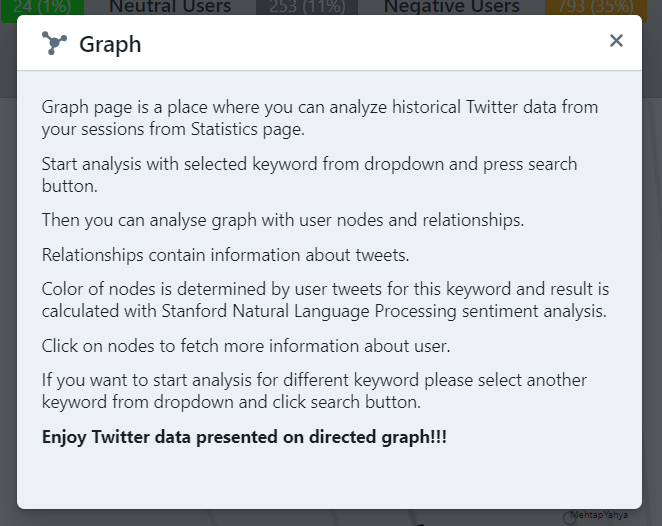 24 (1%) Neutral Users 253 (11%) Negative Users 793 (35%)
Graph
Graph page is a place where you can analyze historical Twitter data from
your sessions from Statistics page.
Start analysis with selected keyword from dropdown and press search
button.
Then you can analyse graph with user nodes and relationships.
Relationships contain information about tweets.
Color of nodes is determined by user tweets for this keyword and result is
calculated with Stanford Natural Language Processing sentiment analysis.
Click on nodes to fetch more information about user.
If you want to start analysis for different keyword please select another
keyword from dropdown and click search button.
Enjoy Twitter data presented on directed graph!!!
MehtapYahya